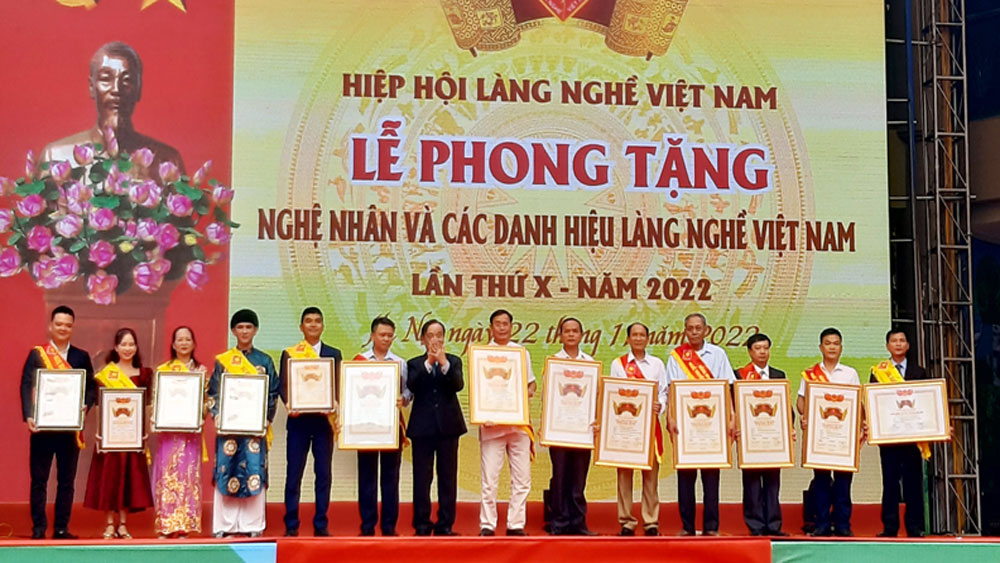 HIỆP HỘI LÀNG NGHỀ VIỆT NAM
LỄ PHONG TẶNG
NGHỆ NHÂN VÀ CÁC DANH HIỆU LÀNG NGHỀ VIỆT NAM
LẦN THỨ X - NĂM 2022
ngày 22 tháng 11 năm 2022